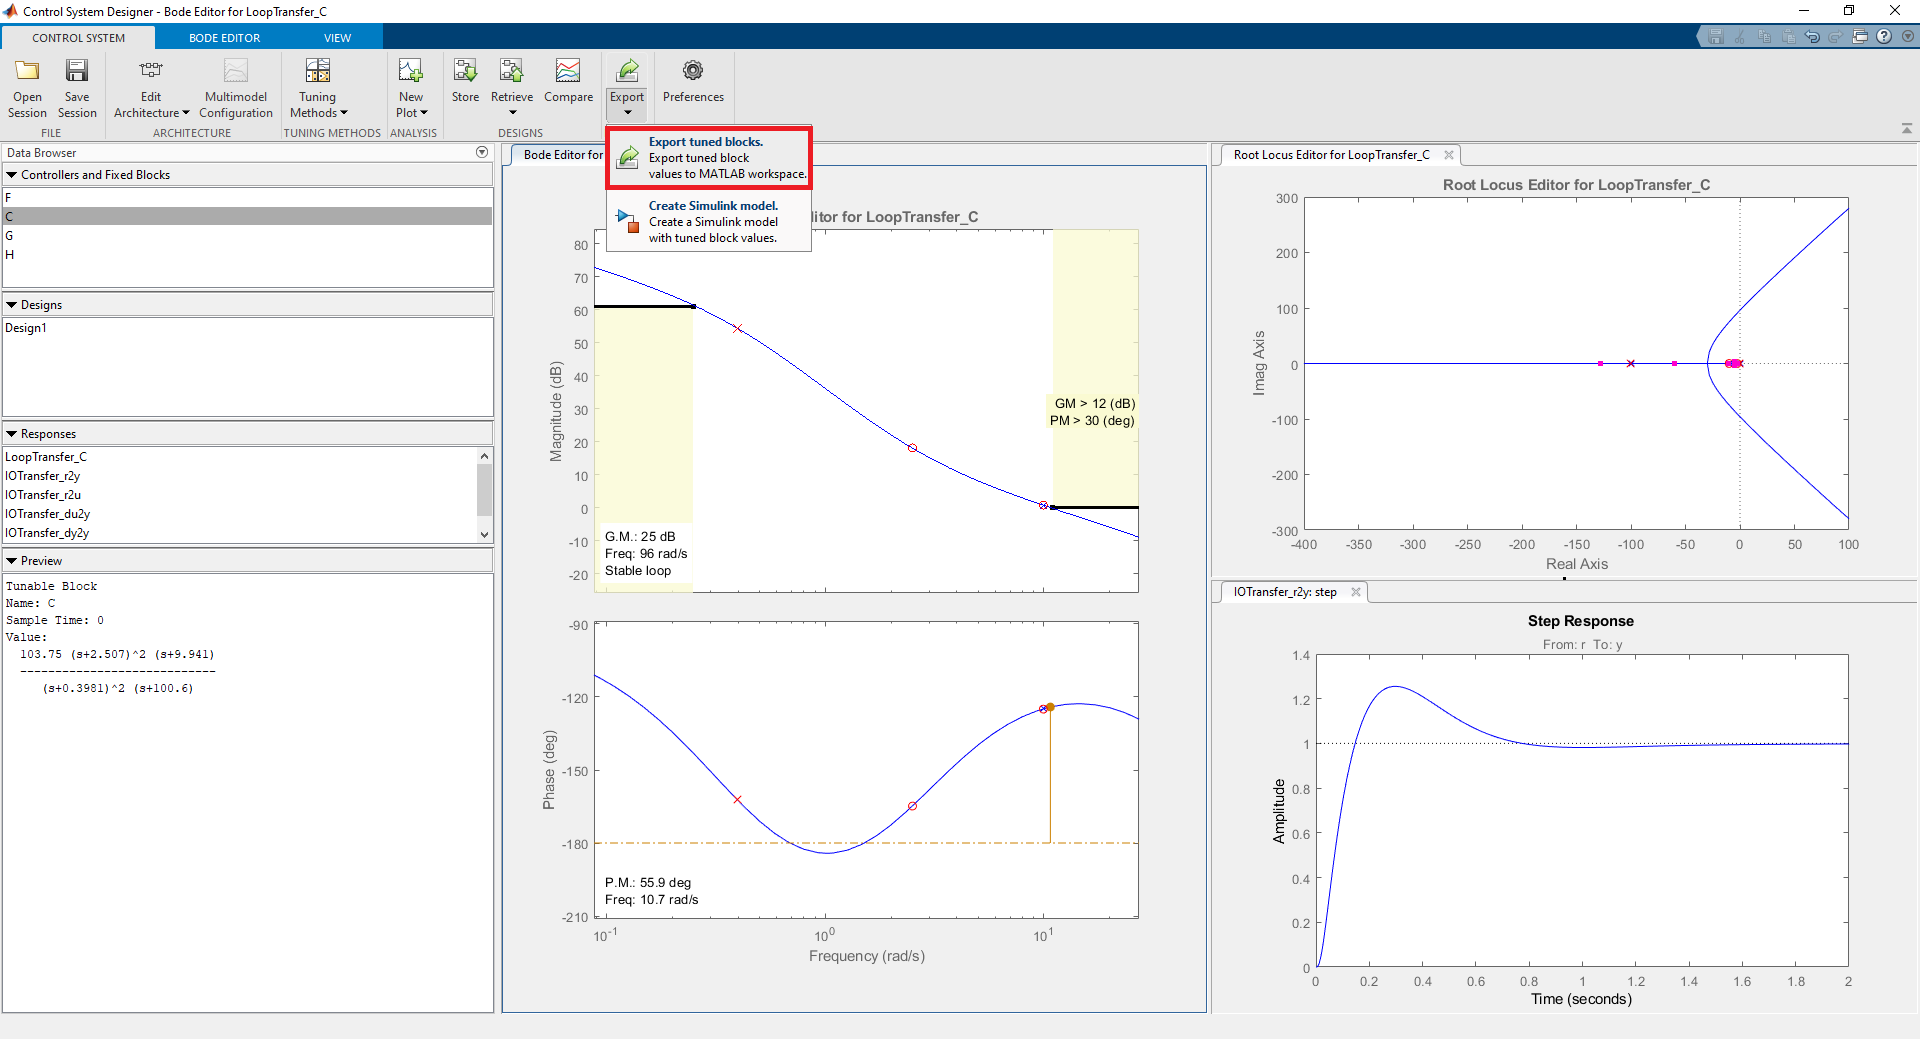 Control System Designer - Bode Editor for LoopTransfer_C
CONTROL SYSTEM
BODE EDITOR
VIEW
Open Session
Save Session
Edit Architecture
Multimodel Configuration
Tuning Methods
New Plot
Store
Retrieve
Compare
Export
Preferences
FILE
ARCHITECTURE
TUNING METHODS
ANALYSIS
DESIGNS
Export tuned blocks.
Export tuned block
values to MATLAB workspace.
Create Simulink model.
Create a Simulink model
with tuned block values.
Data Browser
Controllers and Fixed Blocks
F
C
G
H
Designs
Design1
Responses
LoopTransfer_C
IOTransfer_r2y
IOTransfer_r2u
IOTransfer_du2y
IOTransfer_dy2y
Preview
Tunable Block
Name: C
Sample Time: 0
Value:
103.75 (s+2.507)^2 (s+9.941)
----------------------------
(s+0.3981)^2 (s+100.6)
Bode Editor for
itor for LoopTransfer_C
80
70
60
50
40
30
20
10
0
-10
-20
Magnitude (dB)
GM > 12 (dB)
PM > 30 (deg)
G.M.: 25 dB
Freq: 96 rad/s
Stable loop
-90
-120
-150
-180
-210
Phase (deg)
P.M.: 55.9 deg
Freq: 10.7 rad/s
10^-1
10^0
10^1
Frequency (rad/s)
Root Locus Editor for LoopTransfer_C
Root Locus Editor for LoopTransfer_C
300
200
100
0
-100
-200
-300
Imag Axis
-400 -350 -300 -250 -200 -150 -100 -50 0 50 100
Real Axis
IOTransfer_r2y: step
Step Response
From: r To: y
1.4
1.2
1
0.8
0.6
0.4
0.2
0
Amplitude
0 0.2 0.4 0.6 0.8 1 1.2 1.4 1.6 1.8 2
Time (seconds)